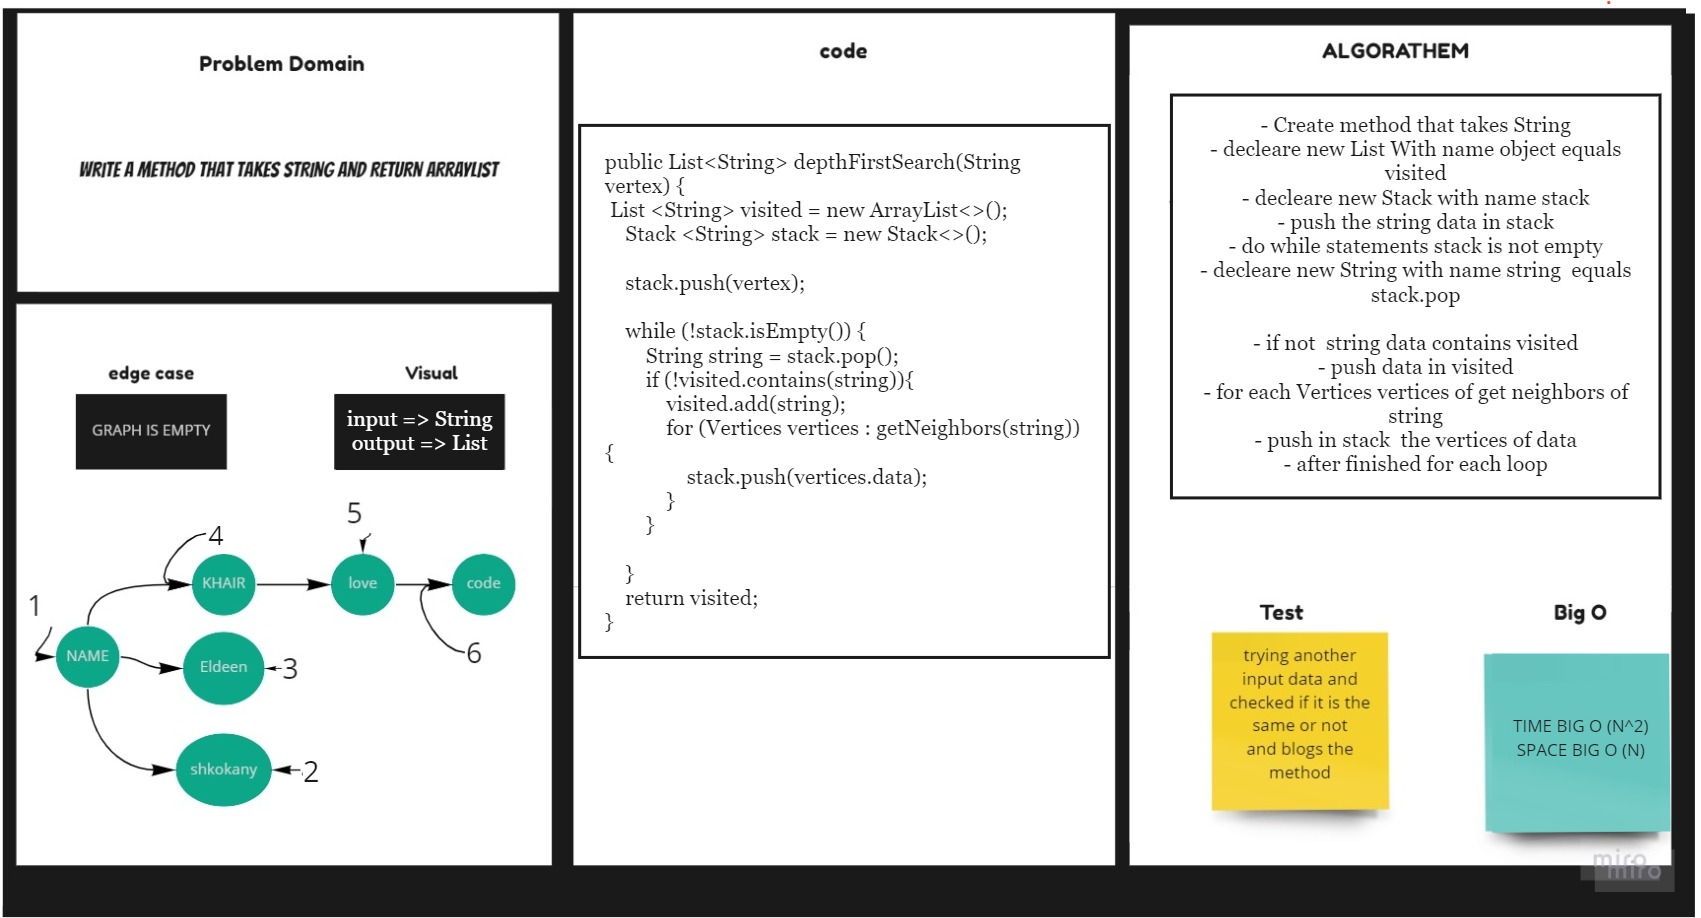 Problem Domain
WRITE A METHOD THAT TAKES STRING AND RETURN ARRAYLIST
edge case
GRAPH IS EMPTY
Visual
input => String
output => List
1
NAME
4
KHAIR
5
love
code
6
Eldeen
3
shkokany
2
code
public List<String> depthFirstSearch(String
vertex) {
List <String> visited = new ArrayList<>();
Stack <String> stack = new Stack<>();
stack.push(vertex);
while (!stack.isEmpty()) {
String string = stack.pop();
if (!visited.contains(string)){
visited.add(string);
for (Vertices vertices : getNeighbors(string))
{
stack.push(vertices.data);
}
}
}
return visited;
}
ALGORATHEM
- Create method that takes String
- decleare new List With name object equals
visited
- decleare new Stack with name stack
- push the string data in stack
- do while statements stack is not empty
- decleare new String with name string equals
stack.pop
- if not string data contains visited
- push data in visited
- for each Vertices vertices of get neighbors of
string
- push in stack the vertices of data
- after finished for each loop
Test
trying another
input data and
checked if it is the
same or not
and blogs the
method
Big O
TIME BIG O (N^2)
SPACE BIG O (N)
miro
miro